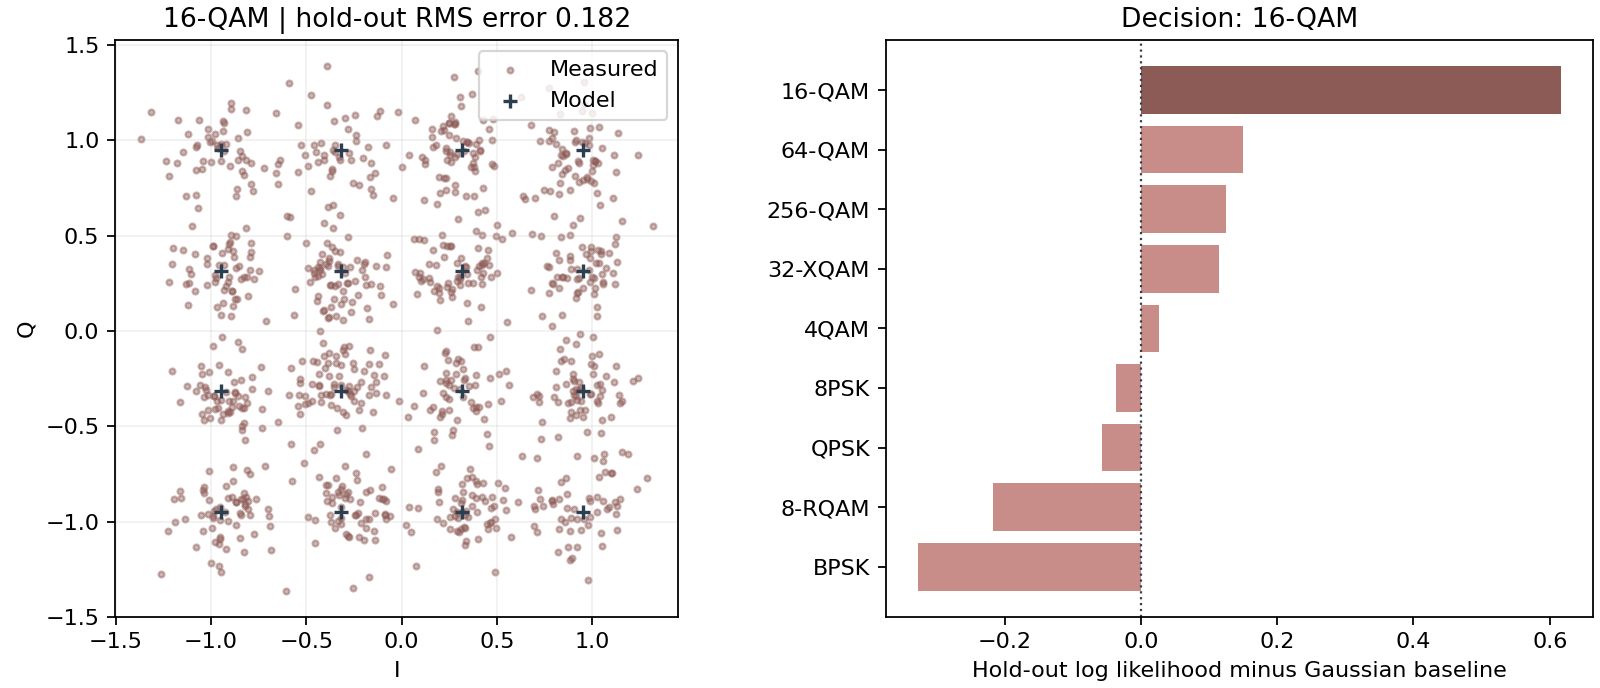 16-QAM | hold-out RMS error 0.182
1.5
1.0
0.5
0.0
−0.5
−1.0
−1.5
Q
−1.5
−1.0
−0.5
0.0
0.5
1.0
I
Measured
Model
Decision: 16-QAM
16-QAM
64-QAM
256-QAM
32-XQAM
4QAM
8PSK
QPSK
8-RQAM
BPSK
−0.2
0.0
0.2
0.4
0.6
Hold-out log likelihood minus Gaussian baseline